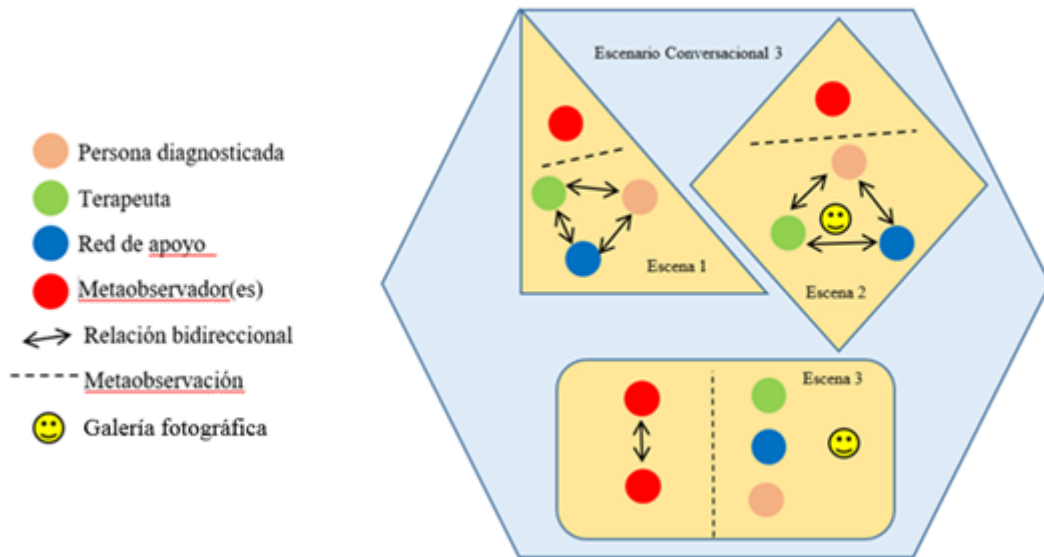 Persona diagnosticada
Terapeuta
Red de apoyo
Metaobservador(es)
Relación bidireccional
Metaobservación
Galería fotográfica
Escenario Conversacional 3
Escena 1
Escena 2
Escena 3